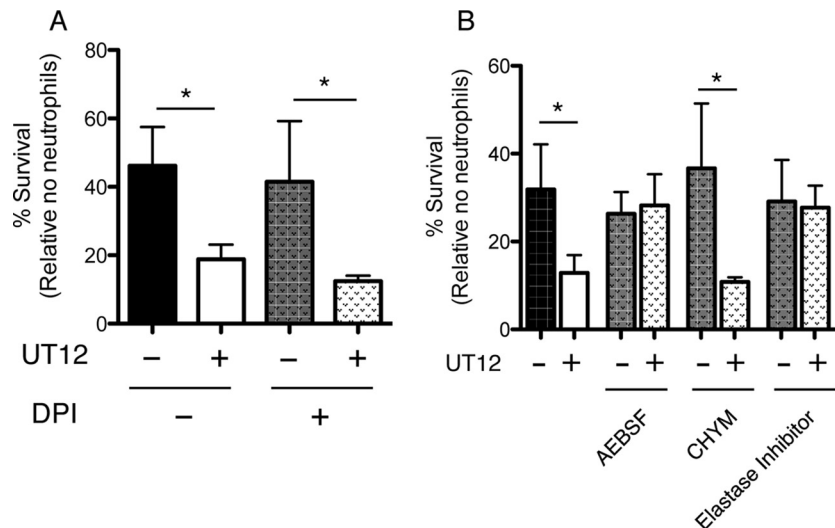 A
% Survival
(Relative no neutrophils)
80
60
40
20
0
* *
UT12 − + − +
DPI − +
B
% Survival
(Relative no neutrophils)
60
40
20
0
* *
UT12 - + - + - + - +
AEBSF
CHYM
Elastase Inhibitor